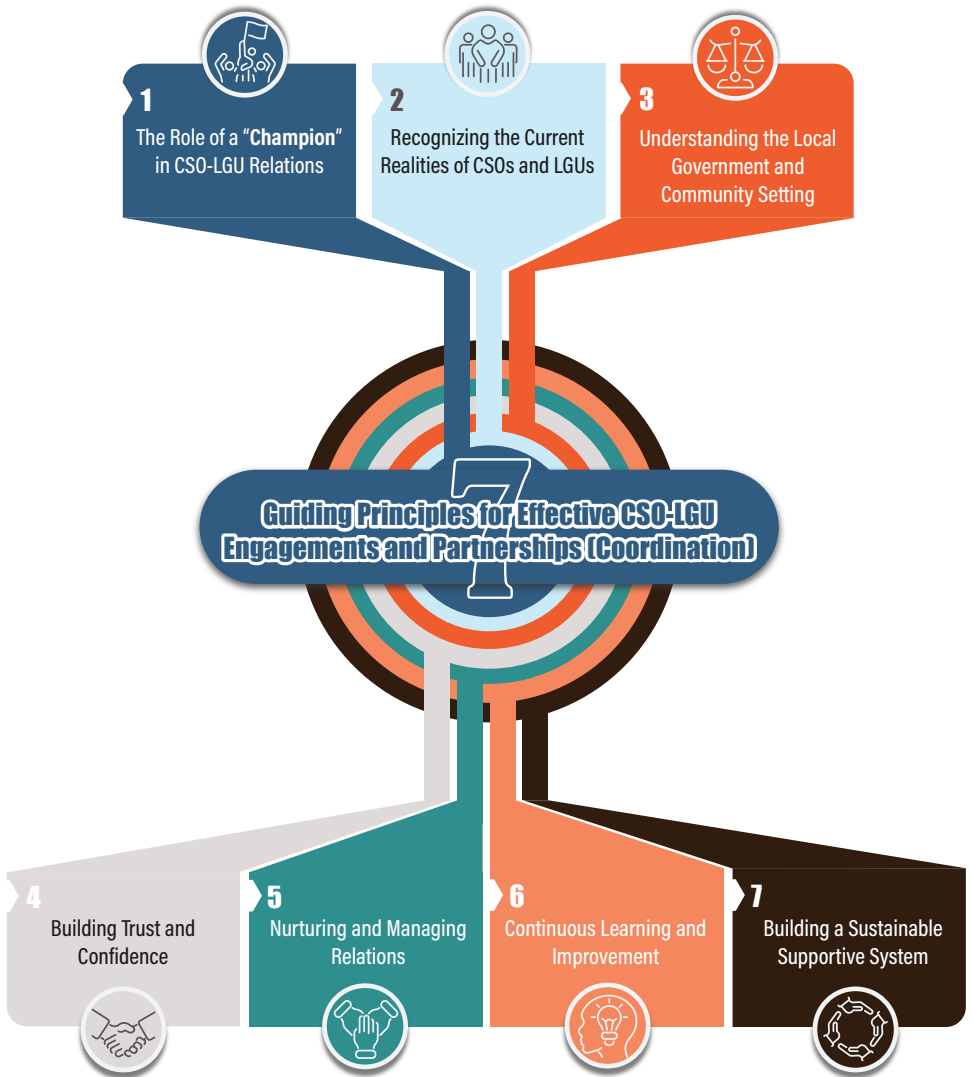 1
The Role of a "Champion"
in CSO-LGU Relations
2
Recognizing the Current
Realities of CSOs and LGUs
3
Understanding the Local
Government and
Community Setting
7
Guiding Principles for Effective CSO-LGU
Engagements and Partnerships (Coordination)
4
Building Trust and
Confidence
5
Nurturing and Managing
Relations
6
Continuous Learning and
Improvement
7
Building a Sustainable
Supportive System